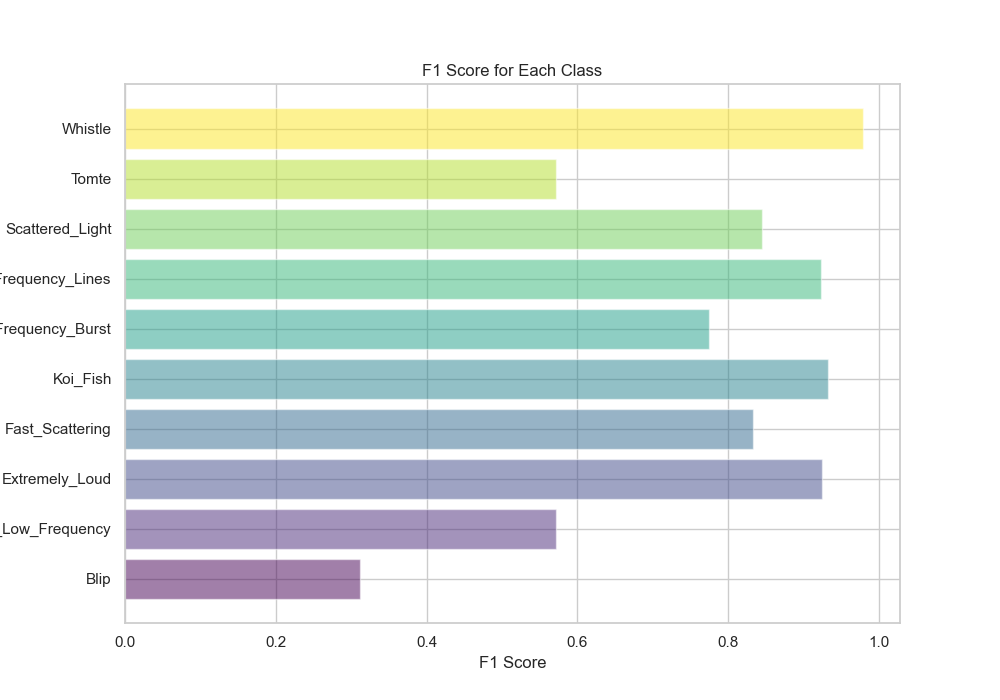 F1 Score for Each Class
Whistle
Tomte
Scattered_Light
Frequency_Lines
Frequency_Burst
Koi_Fish
Fast_Scattering
Extremely_Loud
_Low_Frequency
Blip
0.0 0.2 0.4 0.6 0.8 1.0
F1 Score